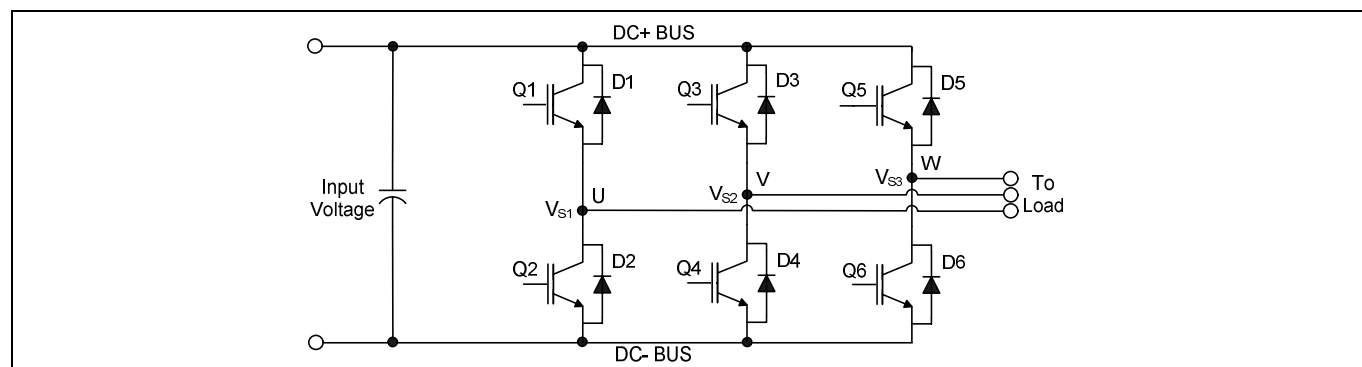 DC+ BUS
Q1
D1
Q3
D3
Q5
D5
Input
Voltage
U
VS1
V
VS2
W
VS3
To
Load
Q2
D2
Q4
D4
Q6
D6
DC- BUS